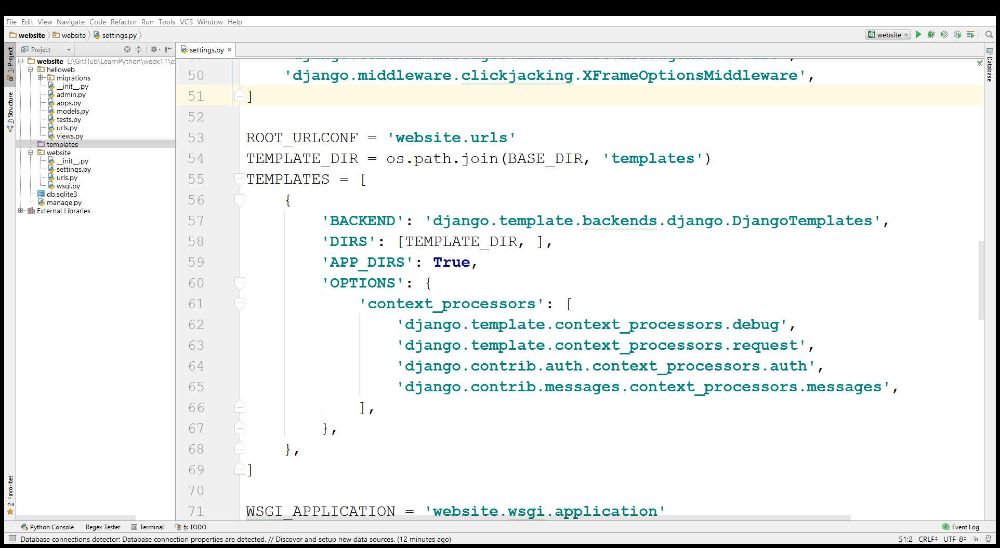 File Edit View Navigate Code Refactor Run Tools VCS Window Help
website website settings.py
website
Project
settings.py
1: Project
7: Structure
2: Favorites
Database
website E:\GitHub\LearnPython\week11\e
helloweb
migrations
__init__.py
admin.py
apps.py
models.py
tests.py
urls.py
views.py
templates
website
__init__.py
settings.py
urls.py
wsgi.py
db.sqlite3
manage.py
External Libraries
50 'django.middleware.clickjacking.XFrameOptionsMiddleware',
51 ]
52
53 ROOT_URLCONF = 'website.urls'
54 TEMPLATE_DIR = os.path.join(BASE_DIR, 'templates')
55 TEMPLATES = [
56 {
57 'BACKEND': 'django.template.backends.django.DjangoTemplates',
58 'DIRS': [TEMPLATE_DIR, ],
59 'APP_DIRS': True,
60 'OPTIONS': {
61 'context_processors': [
62 'django.template.context_processors.debug',
63 'django.template.context_processors.request',
64 'django.contrib.auth.context_processors.auth',
65 'django.contrib.messages.context_processors.messages',
66 ],
67 },
68 },
69 ]
70
71 WSGI_APPLICATION = 'website.wsgi.application'
Python Console Regex Tester Terminal 6: TODO
2 Event Log
Database connections detector: Database connection properties are detected. // Discover and setup new data sources. (12 minutes ago)
51:2 CRLF UTF-8